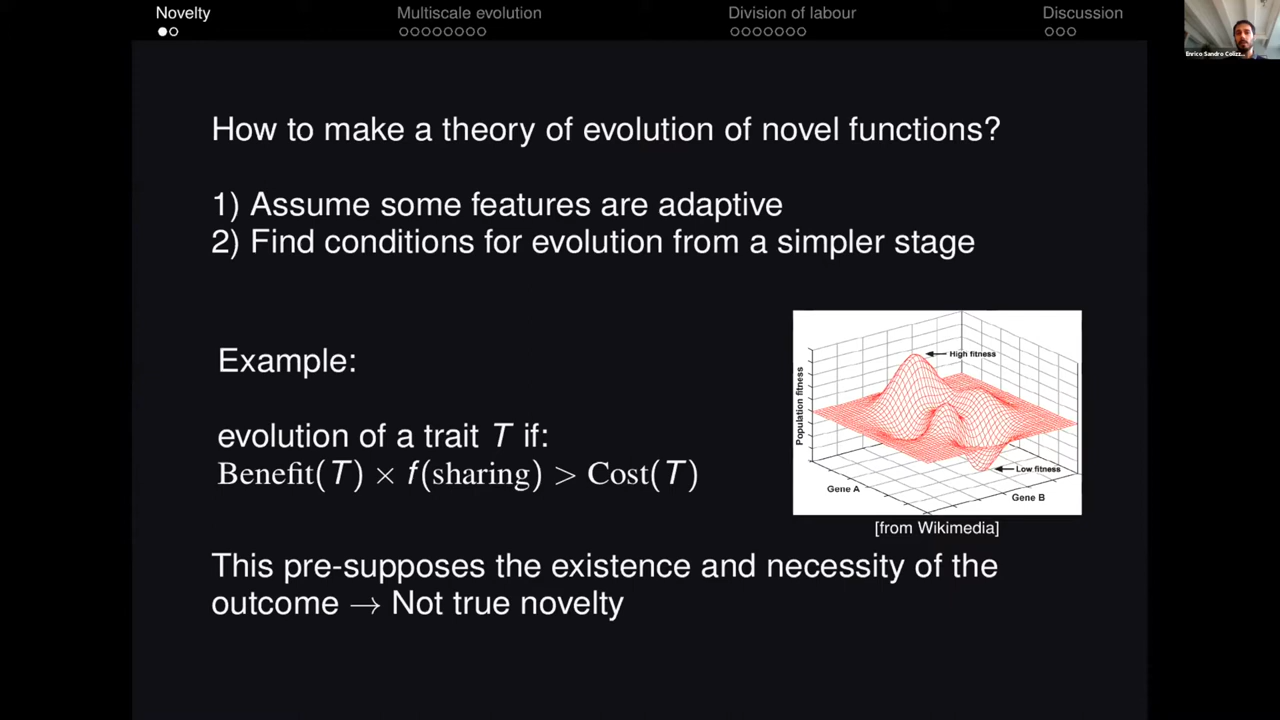 Novelty Multiscale evolution Division of labour Discussion
Enrico Sandro Colizz...
How to make a theory of evolution of novel functions?
1) Assume some features are adaptive
2) Find conditions for evolution from a simpler stage
Example:
evolution of a trait T if:
Benefit(T) × f(sharing) > Cost(T)
High fitness
Population fitness
Low fitness
Gene A
Gene B
[from Wikimedia]
This pre-supposes the existence and necessity of the
outcome → Not true novelty